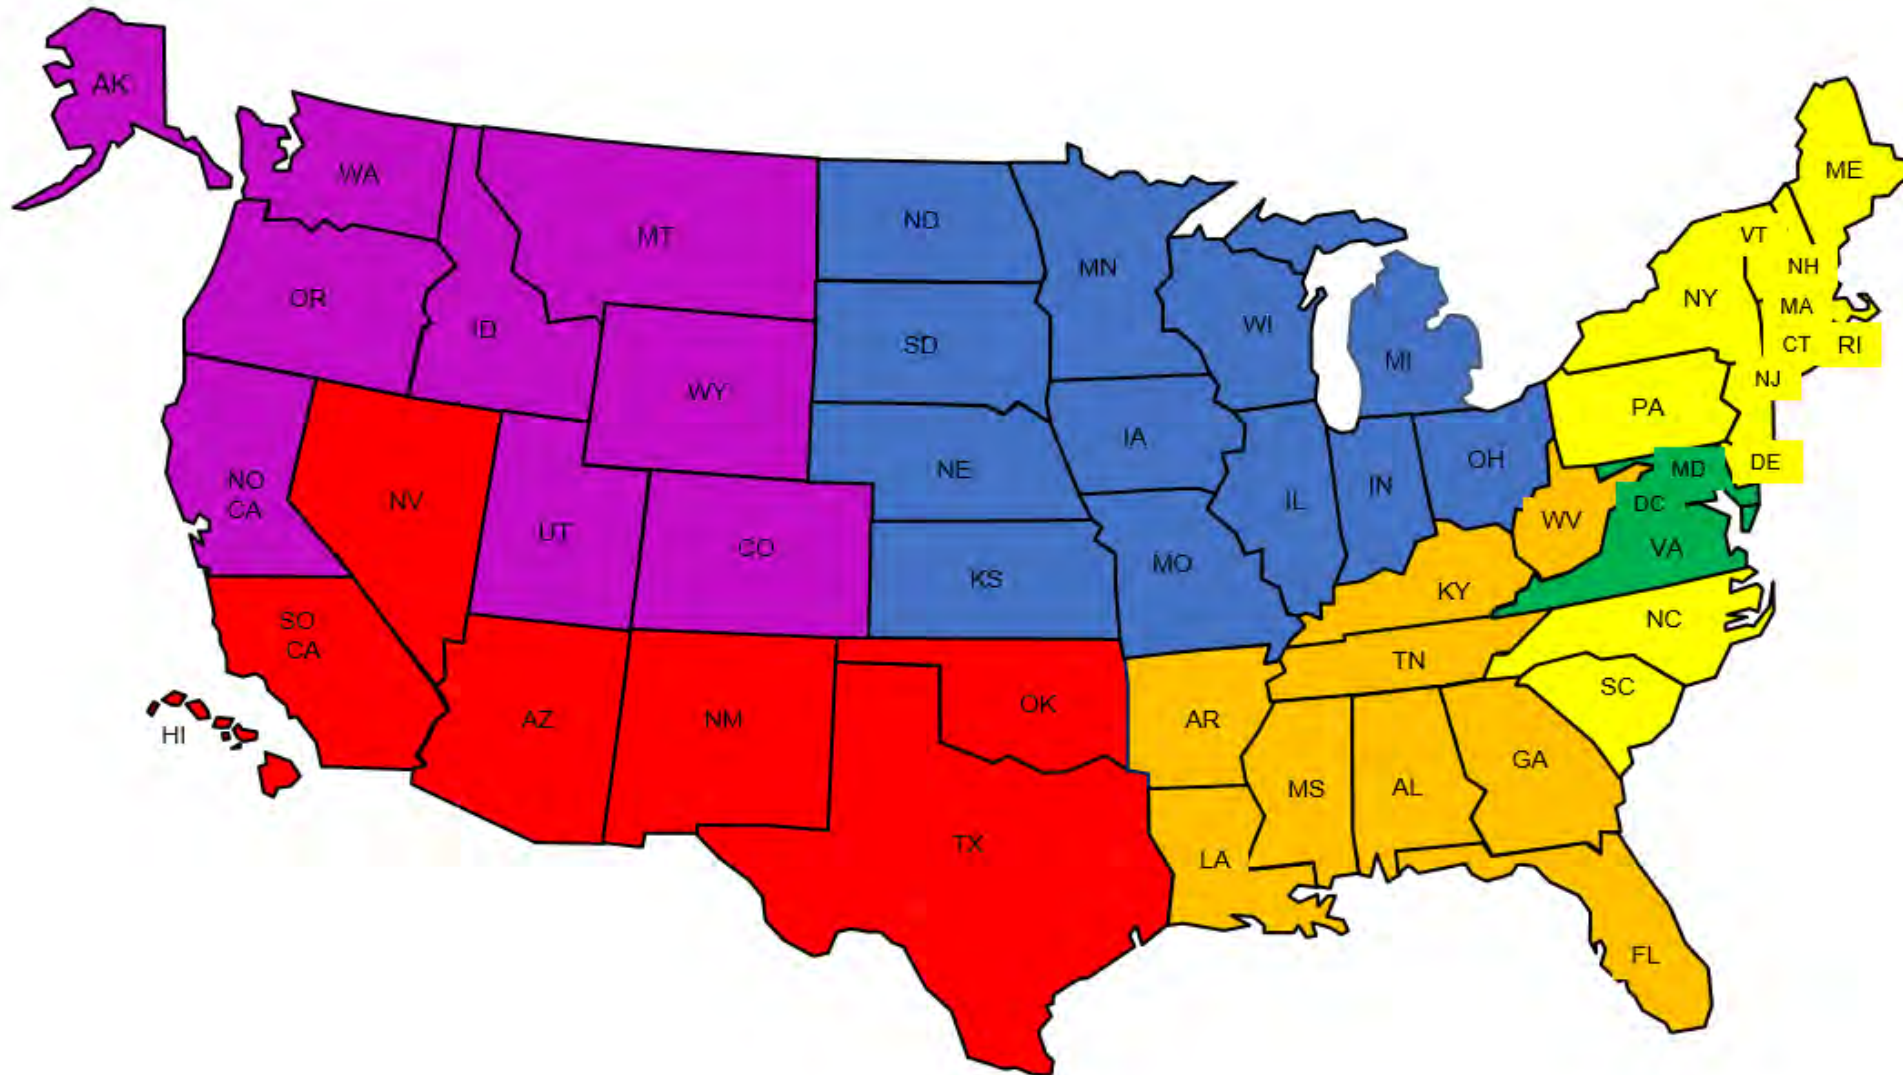 AK
WA
ME
MT
ND
VT
MN
NH
OR
NY
MA
ID
WI
SD
CT
RI
MI
NJ
WY
PA
IA
OH
DE
NE
MD
NO
CA
NV
IL
IN
DC
WV
UT
CO
VA
MO
KS
KY
SO
CA
NC
TN
SC
HI
AZ
NM
OK
AR
GA
MS
AL
TX
LA
FL